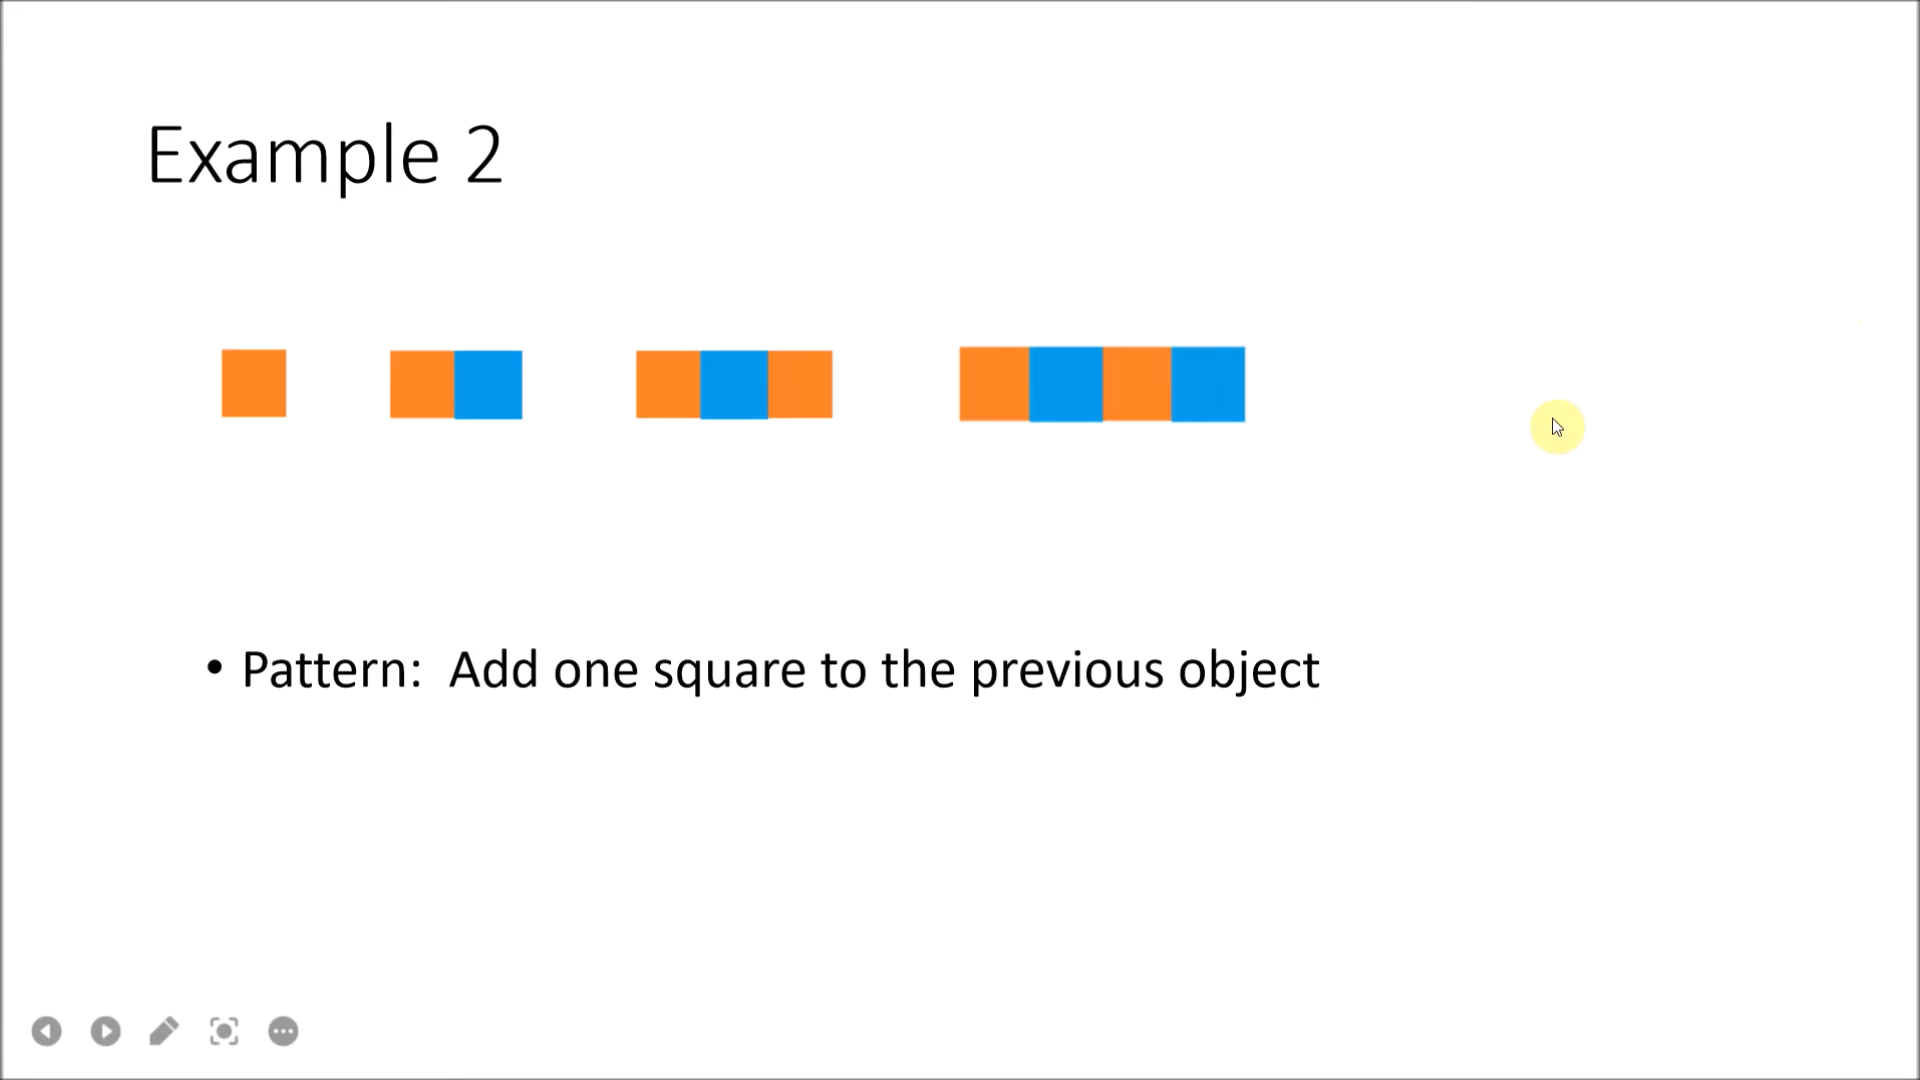 Example 2
• Pattern:  Add one square to the previous object